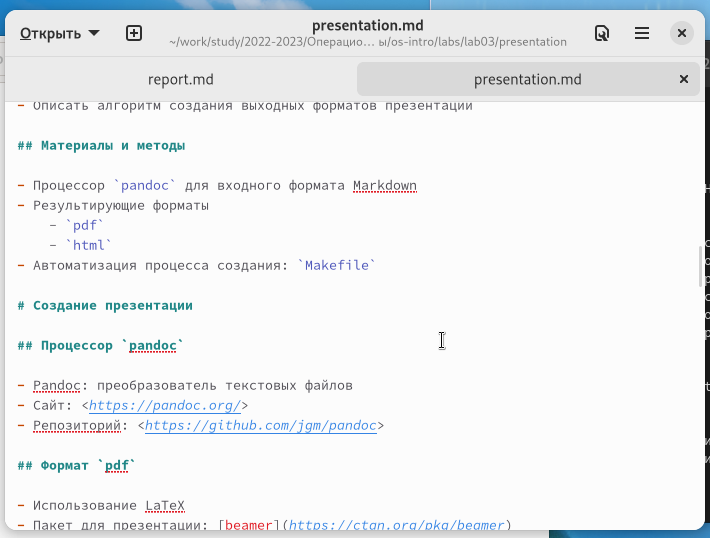 Открыть
presentation.md
~/work/study/2022-2023/Операцио… ы/os-intro/labs/lab03/presentation
report.md
presentation.md
- Описать алгоритм создания выходных форматов презентации
## Материалы и методы
- Процессор `pandoc` для входного формата Markdown
- Результирующие форматы
- `pdf`
- `html`
- Автоматизация процесса создания: `Makefile`
# Создание презентации
## Процессор `pandoc`
- Pandoc: преобразователь текстовых файлов
- Сайт: <https://pandoc.org/>
- Репозиторий: <https://github.com/jgm/pandoc>
## Формат `pdf`
- Использование LaTeX
- Пакет для презентации: [beamer](https://ctan.org/pkg/beamer)